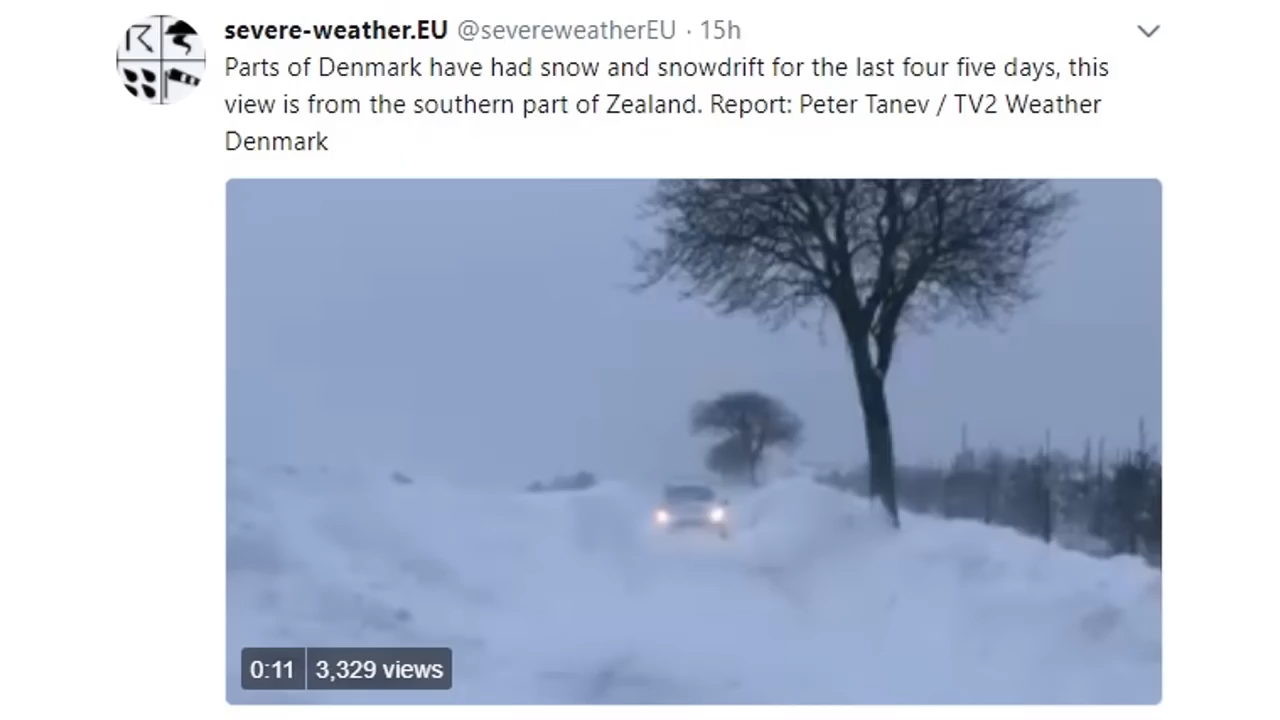 severe-weather.EU @severeweatherEU · 15h
Parts of Denmark have had snow and snowdrift for the last four five days, this
view is from the southern part of Zealand. Report: Peter Tanev / TV2 Weather
Denmark
0:11 3,329 views